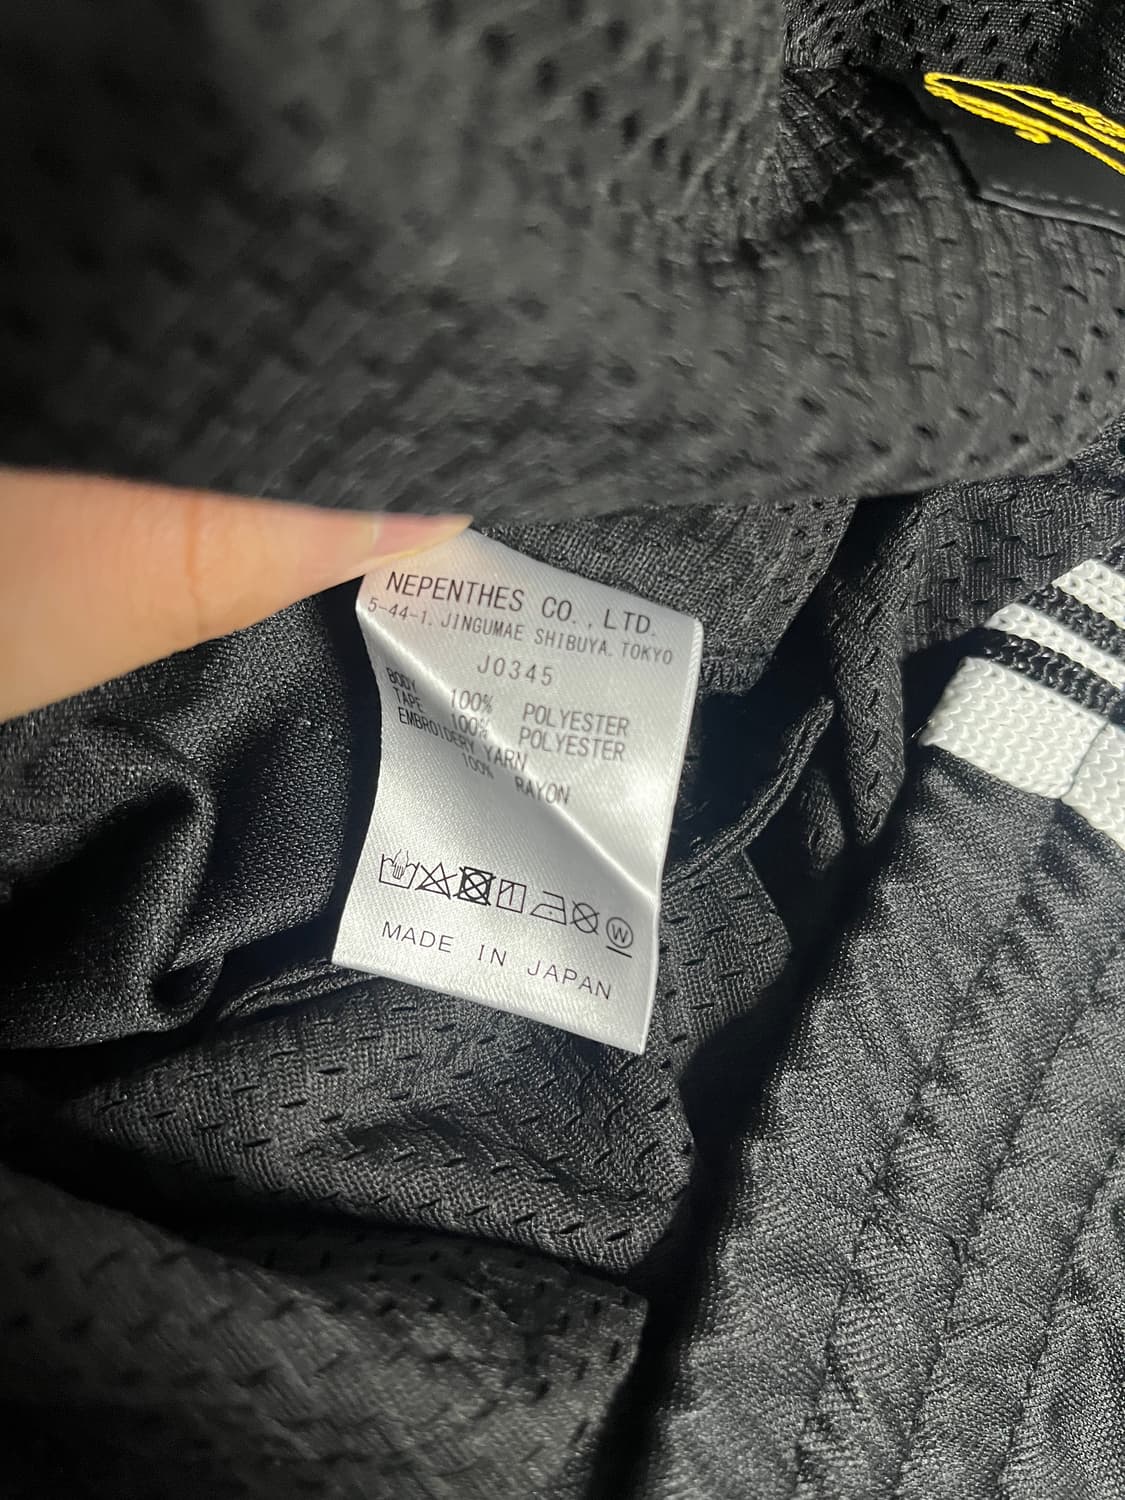 NEPENTHES CO., LTD.
5-44-1. JINGUMAE SHIBUYA. TOKYO
J0345
BODY 100% POLYESTER
TAPE 100% POLYESTER
EMBROIDERY YARN
100% RAYON
W
MADE IN JAPAN